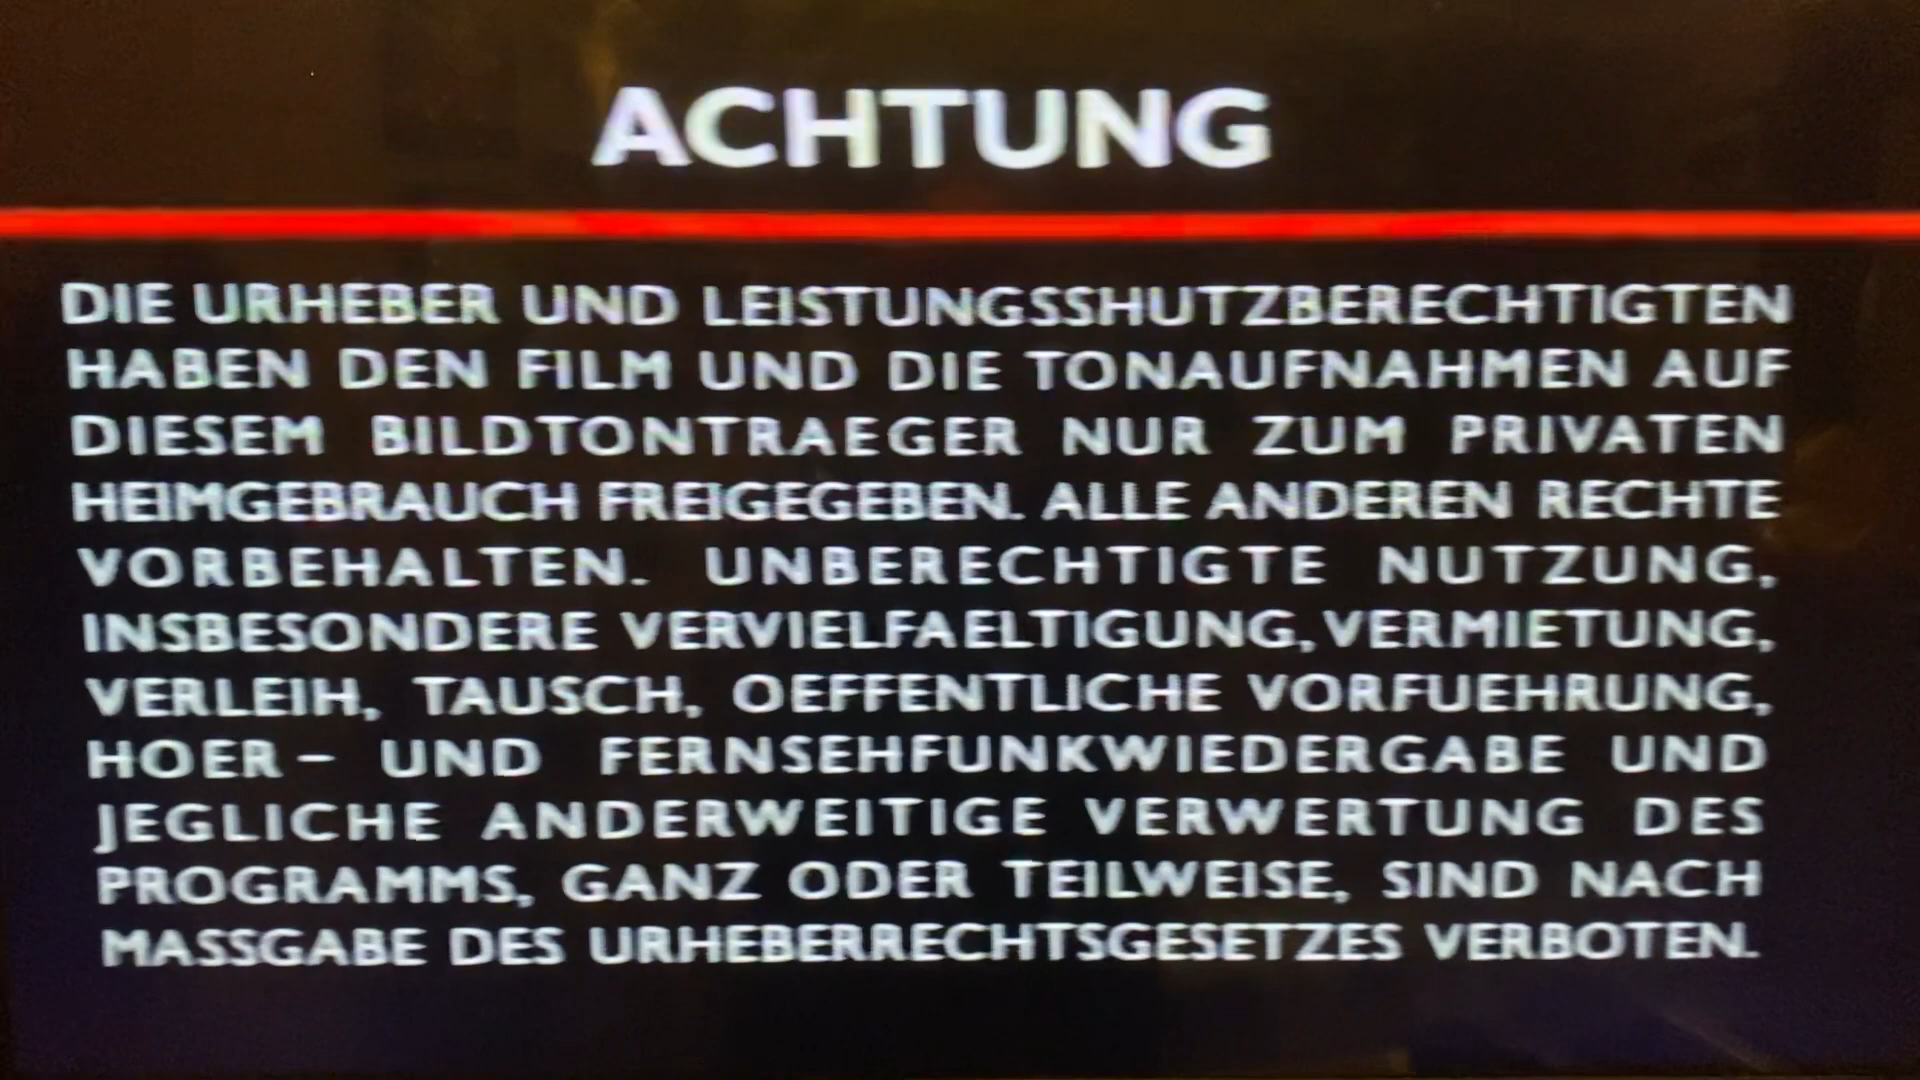 ACHTUNG
DIE URHEBER UND LEISTUNGSSHUTZBERECHTIGTEN
HABEN DEN FILM UND DIE TONAUFNAHMEN AUF
DIESEM BILDTONTRAEGER NUR ZUM PRIVATEN
HEIMGEBRAUCH FREIGEGEBEN. ALLE ANDEREN RECHTE
VORBEHALTEN. UNBERECHTIGTE NUTZUNG,
INSBESONDERE VERVIELFAELTIGUNG, VERMIETUNG,
VERLEIH, TAUSCH, OEFFENTLICHE VORFUEHRUNG,
HOER- UND FERNSEHFUNKWIEDERGABE UND
JEGLICHE ANDERWEITIGE VERWERTUNG DES
PROGRAMMS, GANZ ODER TEILWEISE, SIND NACH
MASSGABE DES URHEBERRECHTSGESETZES VERBOTEN.